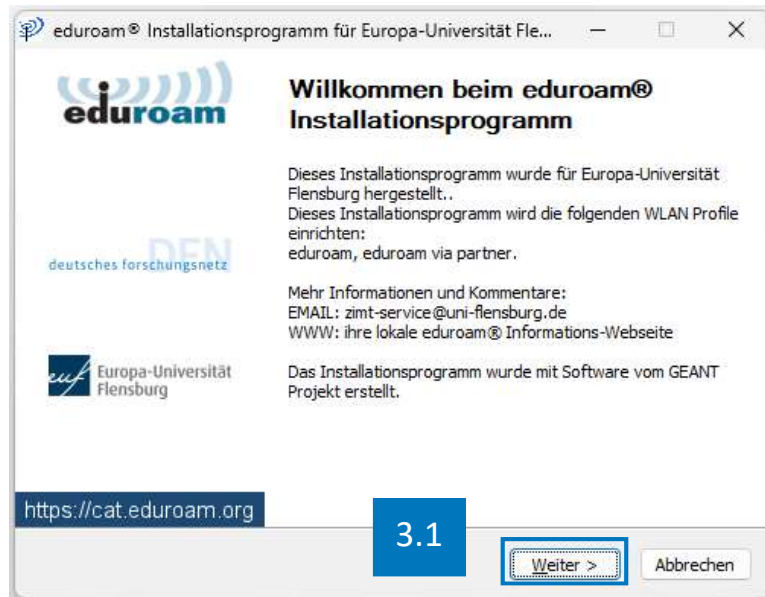 eduroam® Installationsprogramm für Europa-Universität Fle...
eduroam
Willkommen beim eduroam®
Installationsprogramm
Dieses Installationsprogramm wurde für Europa-Universität
Flensburg hergestellt..
Dieses Installationsprogramm wird die folgenden WLAN Profile
einrichten:
eduroam, eduroam via partner.
DFN
deutsches forschungsnetz
Mehr Informationen und Kommentare:
EMAIL: zimt-service@uni-flensburg.de
WWW: ihre lokale eduroam® Informations-Webseite
euf Europa-Universität
Flensburg
Das Installationsprogramm wurde mit Software vom GEANT
Projekt erstellt.
https://cat.eduroam.org
3.1
Weiter >
Abbrechen